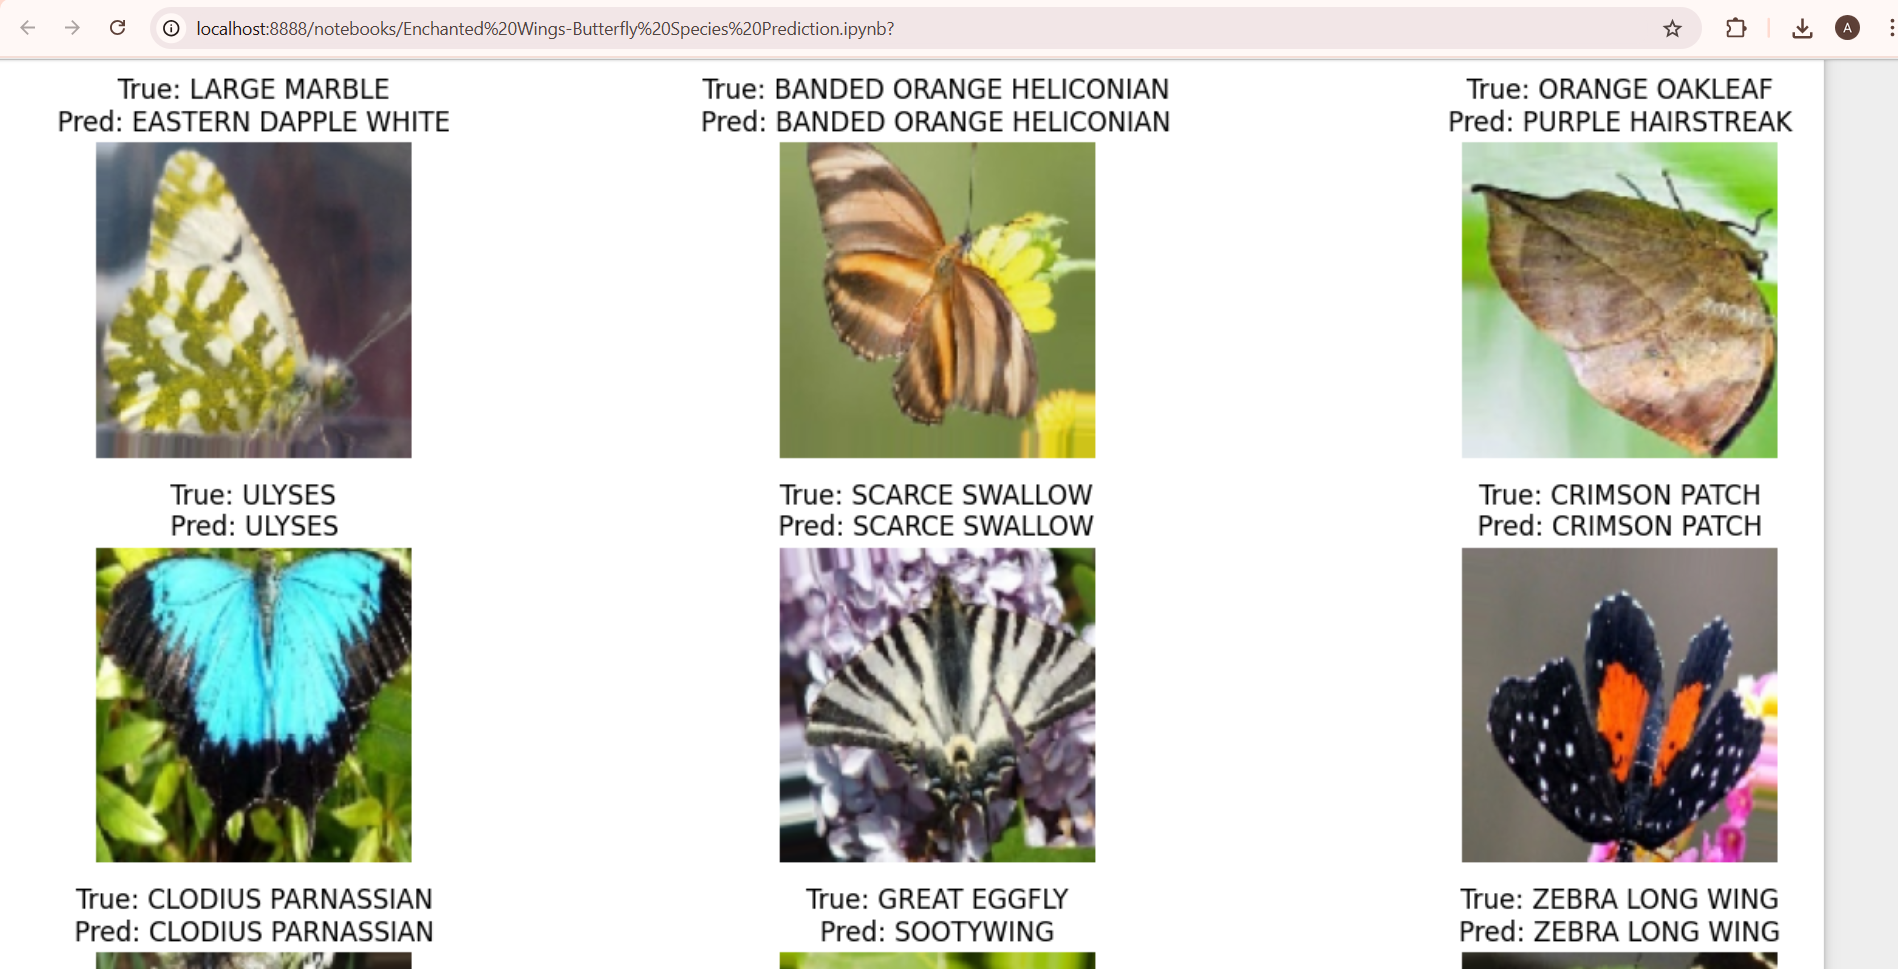 localhost:8888/notebooks/Enchanted%20Wings-Butterfly%20Species%20Prediction.ipynb?
A
True: LARGE MARBLE
Pred: EASTERN DAPPLE WHITE
True: BANDED ORANGE HELICONIAN
Pred: BANDED ORANGE HELICONIAN
True: ORANGE OAKLEAF
Pred: PURPLE HAIRSTREAK
True: ULYSES
Pred: ULYSES
True: SCARCE SWALLOW
Pred: SCARCE SWALLOW
True: CRIMSON PATCH
Pred: CRIMSON PATCH
True: CLODIUS PARNASSIAN
Pred: CLODIUS PARNASSIAN
True: GREAT EGGFLY
Pred: SOOTYWING
True: ZEBRA LONG WING
Pred: ZEBRA LONG WING